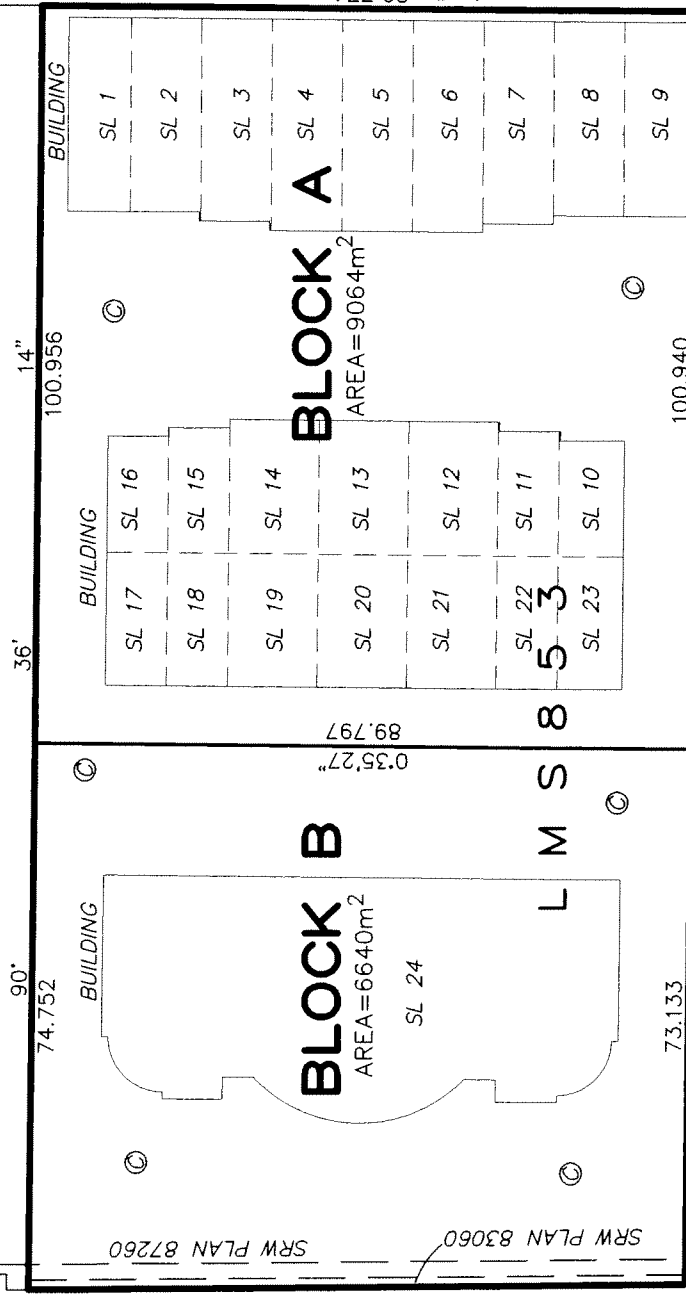 14"
100.956
36'
90°
74.752
BUILDING
SL 1
SL 2
SL 3
SL 4
SL 5
SL 6
SL 7
SL 8
SL 9
BLOCK A
AREA=9064m²
©
©
100.940
BUILDING
SL 16
SL 15
SL 14
SL 13
SL 12
SL 11
SL 10
SL 17
SL 18
SL 19
SL 20
SL 21
SL 22
SL 23
89.797
0°35'27"
LMS 853
©
©
BUILDING
BLOCK B
AREA=6640m²
SL 24
73.133
©
©
SRW PLAN 87260
SRW PLAN 83060